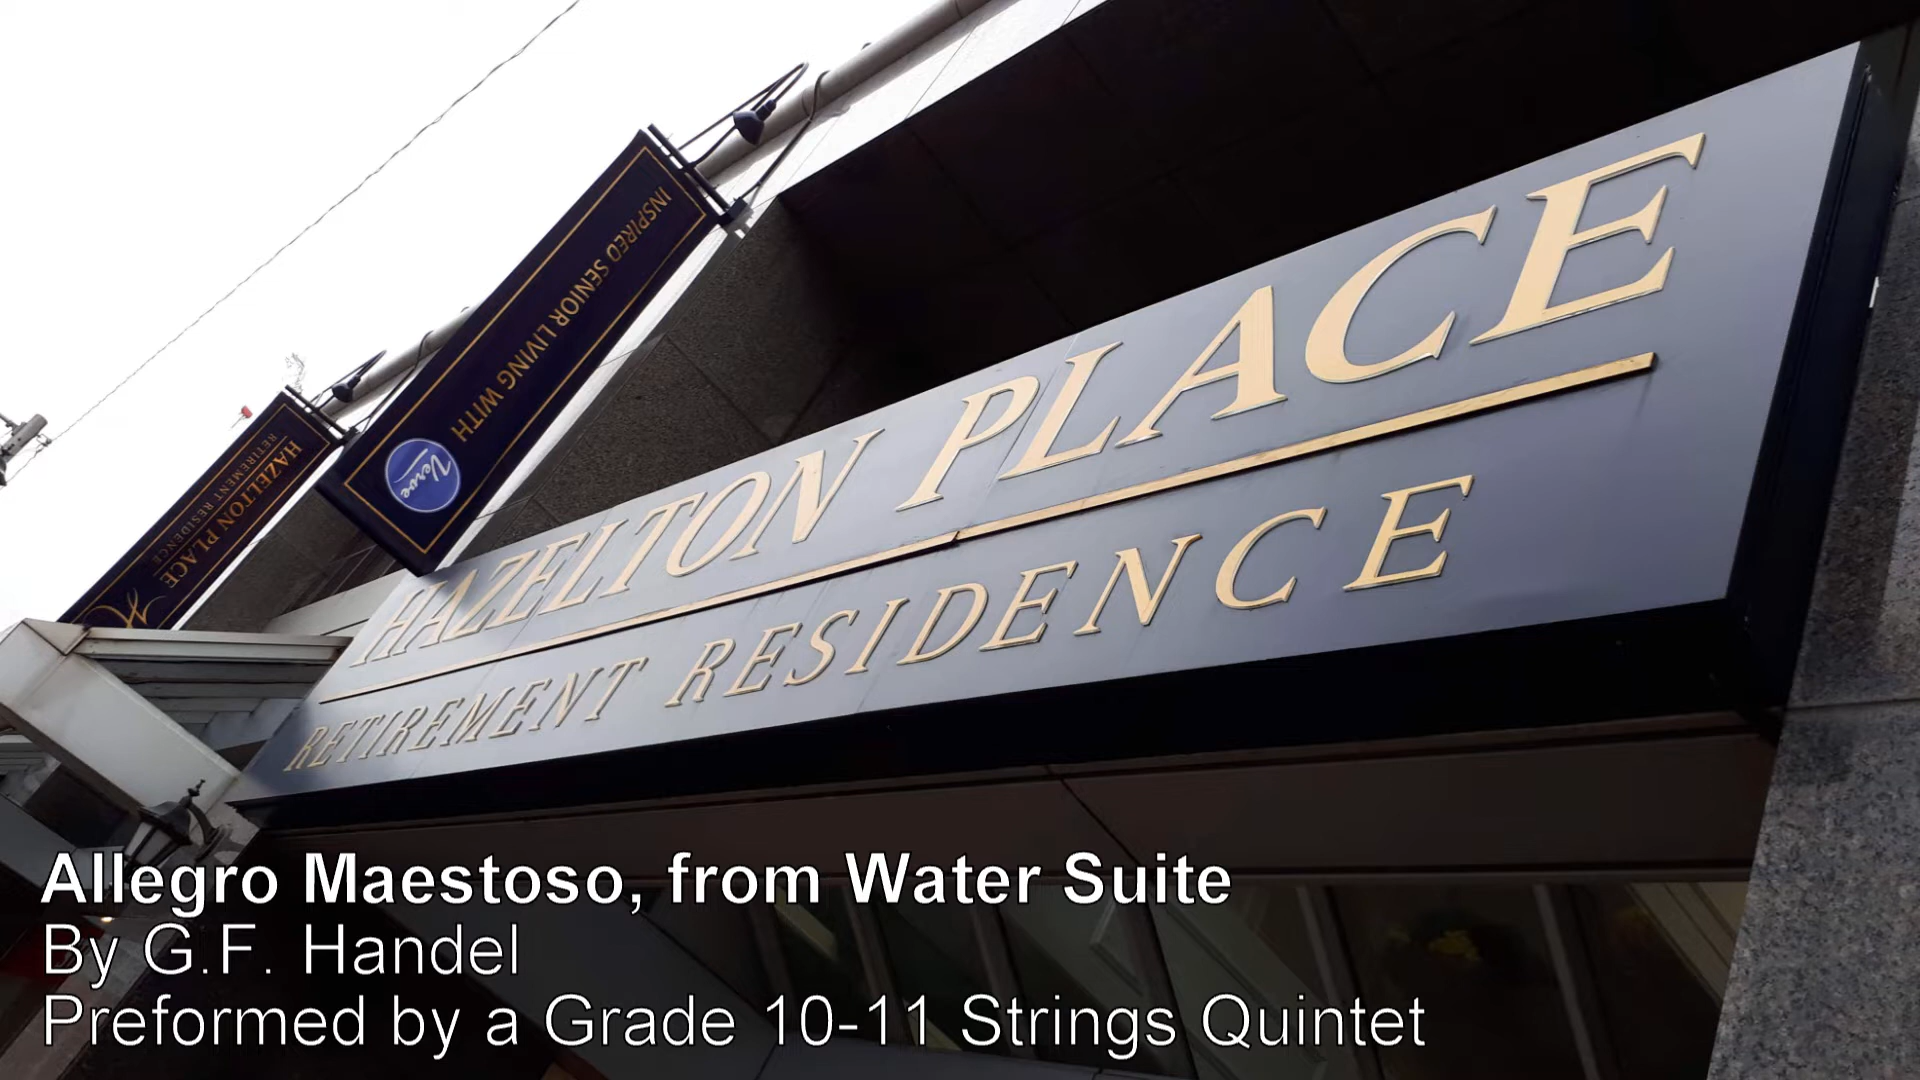 INSPIRED SENIOR LIVING WITH
Verve
HAZELTON PLACE
RETIREMENT RESIDENCE
HAZELTON PLACE
RETIREMENT RESIDENCE
Allegro Maestoso, from Water Suite
By G.F. Handel
Preformed by a Grade 10-11 Strings Quintet